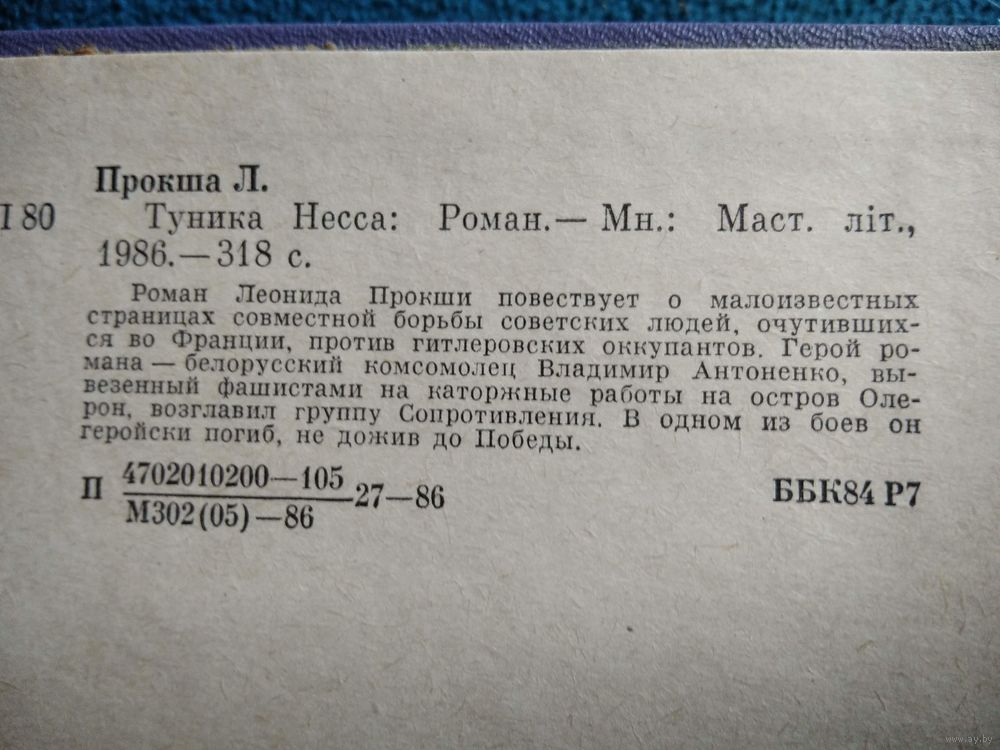 Прокша Л.
П 80 Туника Несса: Роман.— Мн.: Маст. літ.,
1986.—318 с.
Роман Леонида Прокши повествует о малоизвестных
страницах совместной борьбы советских людей, очутивших-
ся во Франции, против гитлеровских оккупантов. Герой ро-
мана — белорусский комсомолец Владимир Антоненко, вы-
везенный фашистами на каторжные работы на остров Оле-
рон, возглавил группу Сопротивления. В одном из боев он
геройски погиб, не дожив до Победы.
П 4702010200—105
М302(05)—86
27—86
ББК84 Р7
www.ay.by